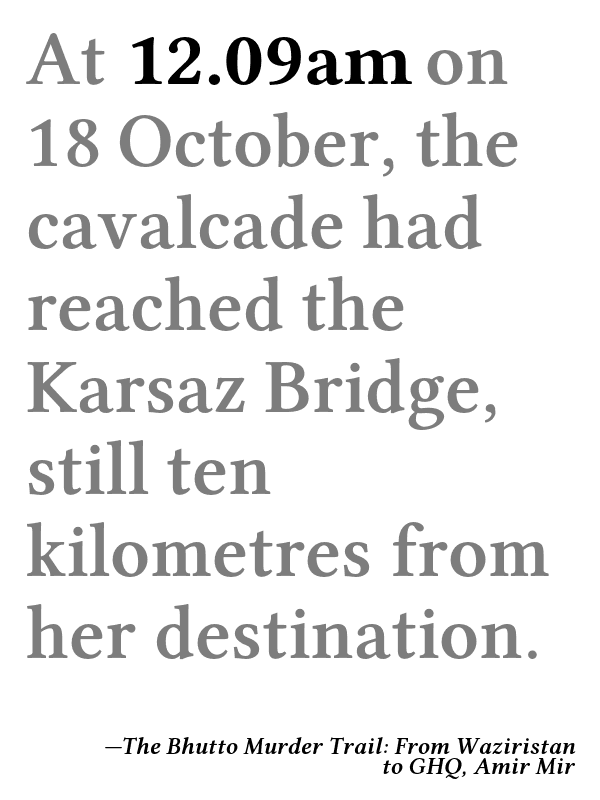 At 12.09am on
18 October, the
cavalcade had
reached the
Karsaz Bridge,
still ten
kilometres from
her destination.
—The Bhutto Murder Trail: From Waziristan
to GHQ, Amir Mir